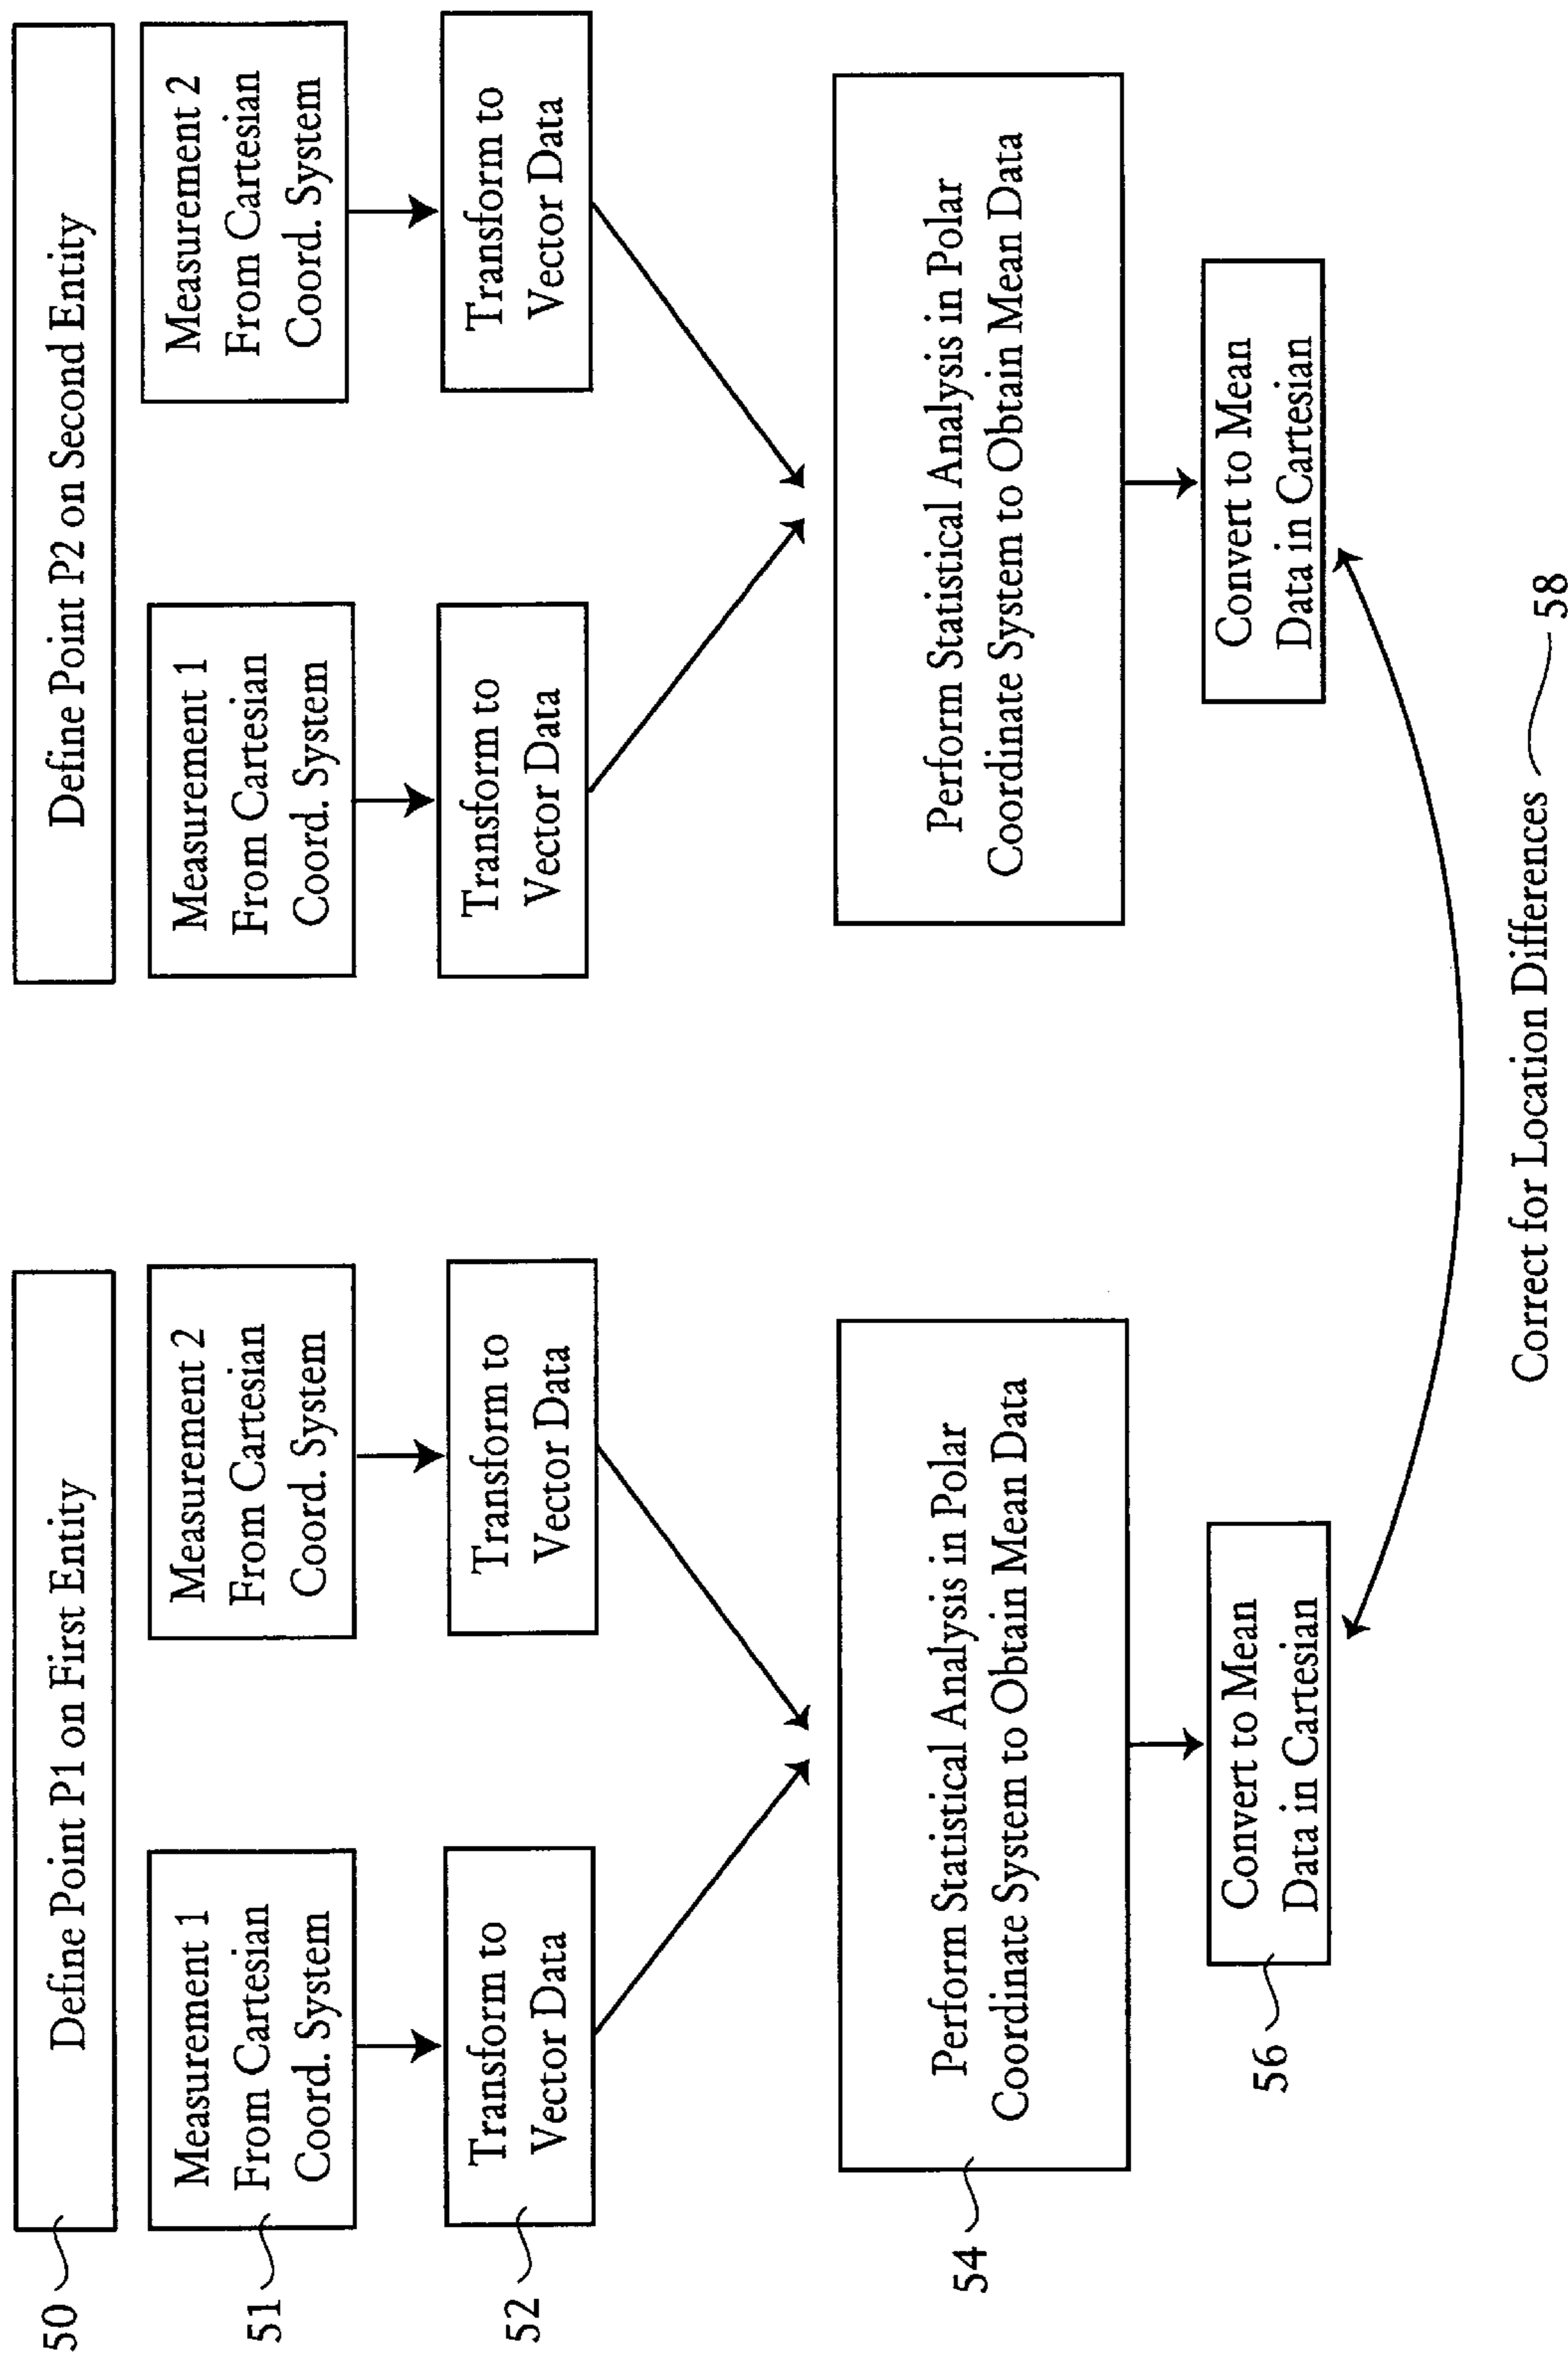 50
Define Point P1 on First Entity
Define Point P2 on Second Entity
51
Measurement 1
From Cartesian
Coord. System
Measurement 2
From Cartesian
Coord. System
Measurement 1
From Cartesian
Coord. System
Measurement 2
From Cartesian
Coord. System
52
Transform to
Vector Data
Transform to
Vector Data
Transform to
Vector Data
Transform to
Vector Data
54
Perform Statistical Analysis in Polar
Coordinate System to Obtain Mean Data
Perform Statistical Analysis in Polar
Coordinate System to Obtain Mean Data
56
Convert to Mean
Data in Cartesian
Convert to Mean
Data in Cartesian
Correct for Location Differences
58